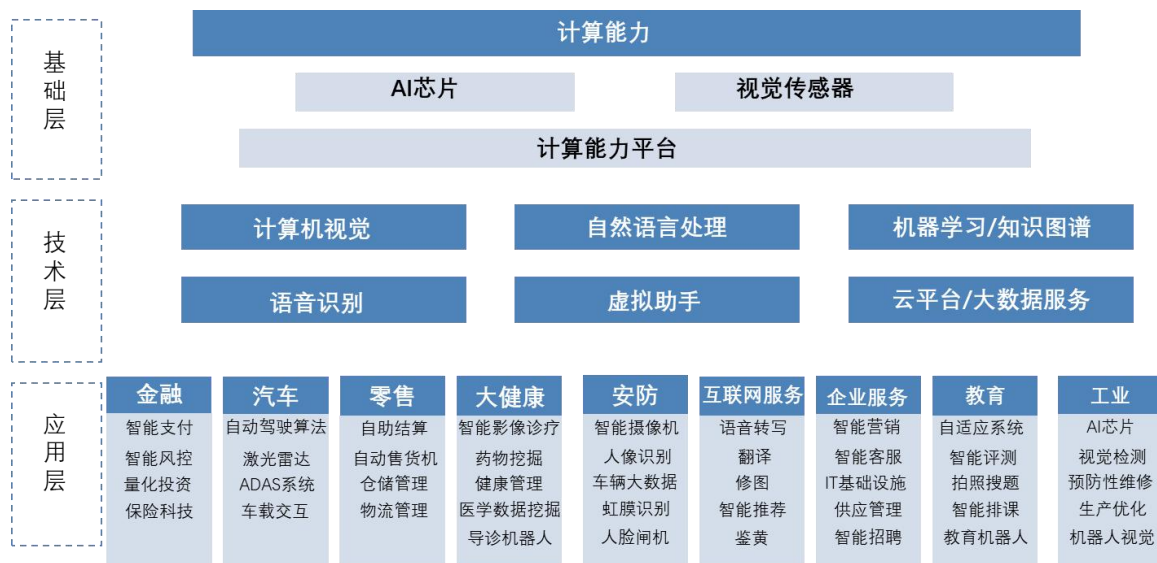 基础层
计算能力
AI芯片
视觉传感器
计算能力平台
技术层
计算机视觉
自然语言处理
机器学习/知识图谱
语音识别
虚拟助手
云平台/大数据服务
应用层
金融
智能支付
智能风控
量化投资
保险科技
汽车
自动驾驶算法
激光雷达
ADAS系统
车载交互
零售
自助结算
自动售货机
仓储管理
物流管理
大健康
智能影像诊疗
药物挖掘
健康管理
医学数据挖掘
导诊机器人
安防
智能摄像机
人像识别
车辆大数据
虹膜识别
人脸闸机
互联网服务
语音转写
翻译
修图
智能推荐
鉴黄
企业服务
智能营销
智能客服
IT基础设施
供应管理
智能招聘
教育
自适应系统
智能评测
拍照搜题
智能排课
教育机器人
工业
AI芯片
视觉检测
预防性维修
生产优化
机器人视觉